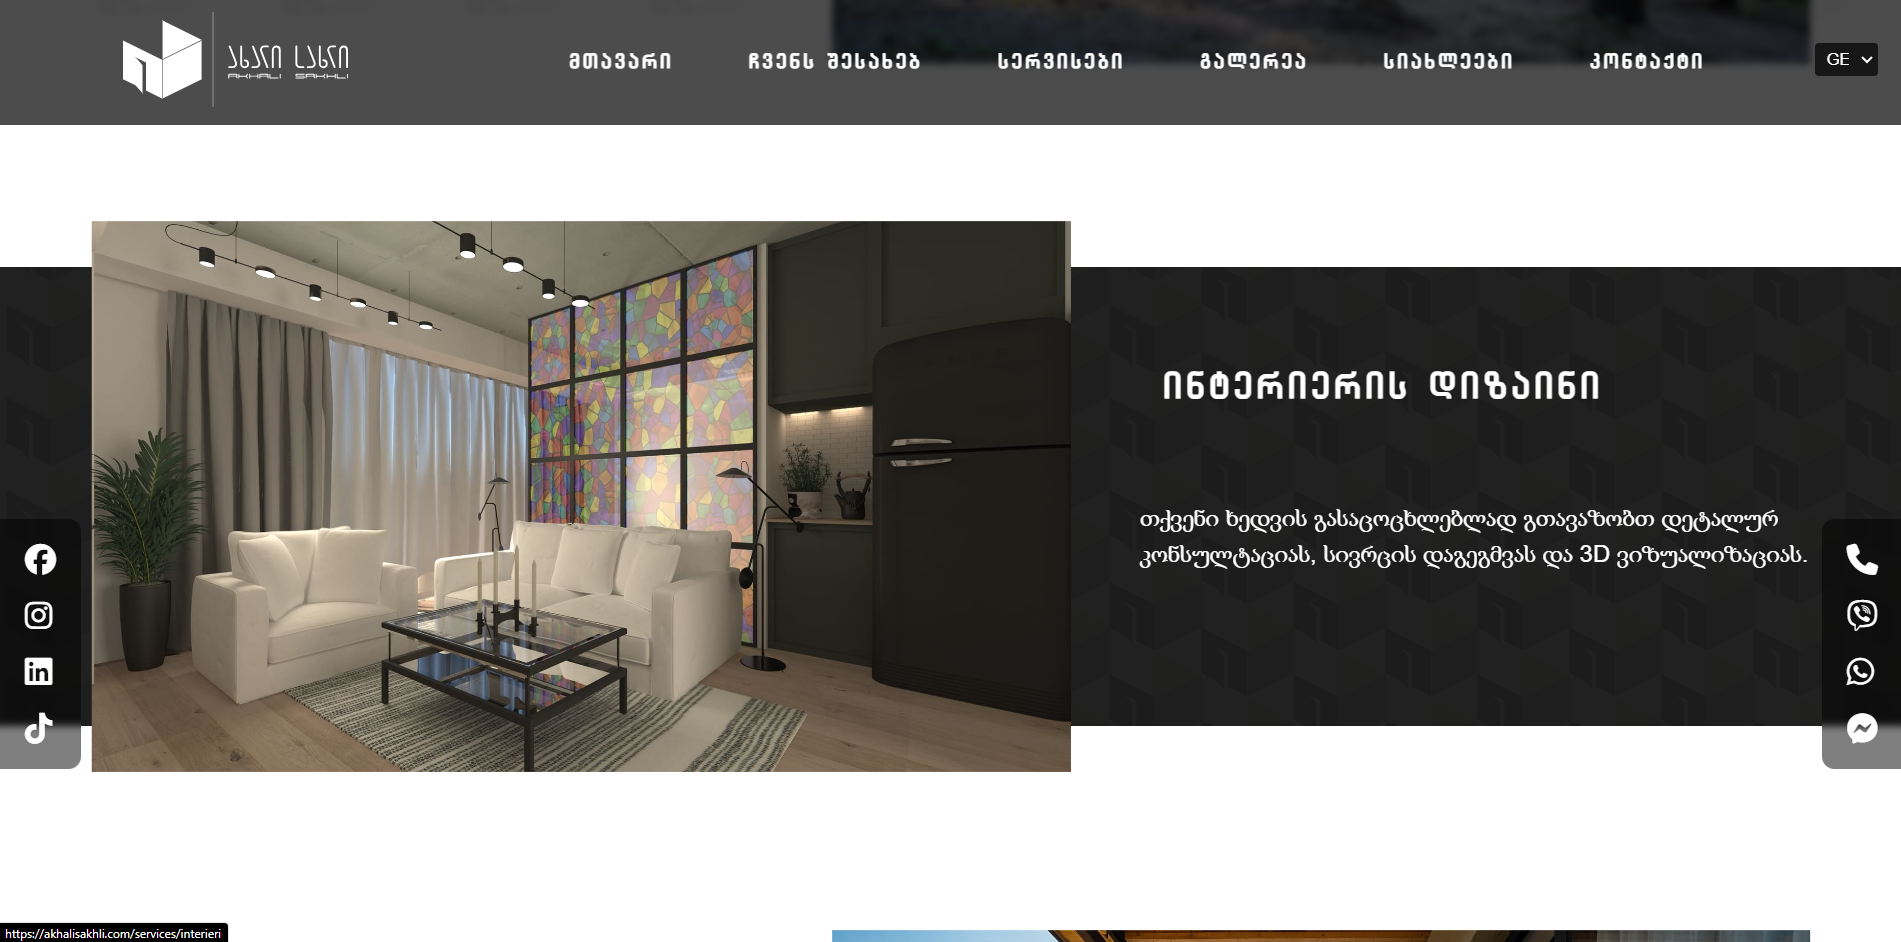 ახალი სახლი
AKHALI SAKHLI
მთავარი
ჩვენს შესახებ
სერვისები
გალერეა
სიახლეები
კონტაქტი
GE
ინტერიერის დიზაინი
თქვენი ხედვის გასაცოცხლებლად გთავაზობთ დეტალურ
კონსულტაციას, სივრცის დაგეგმვას და 3D ვიზუალიზაციას.
https://akhalisakhli.com/services/interieri